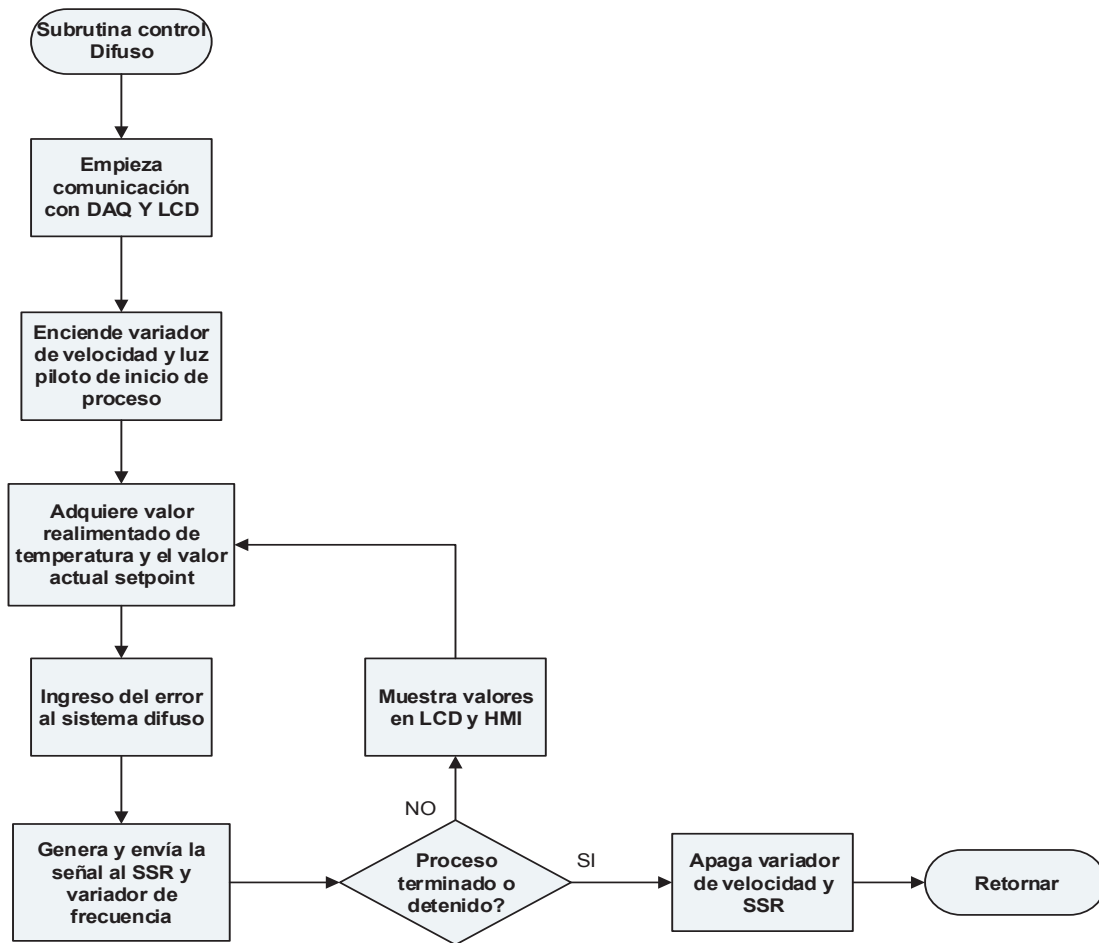 Subrutina control
Difuso
Empieza
comunicación
con DAQ Y LCD
Enciende variador
de velocidad y luz
piloto de inicio de
proceso
Adquiere valor
realimentado de
temperatura y el valor
actual setpoint
Ingreso del error
al sistema difuso
Muestra valores
en LCD y HMI
NO
Genera y envía la
señal al SSR y
variador de
frecuencia
Proceso
terminado o
detenido?
SI
Apaga variador
de velocidad y
SSR
Retornar